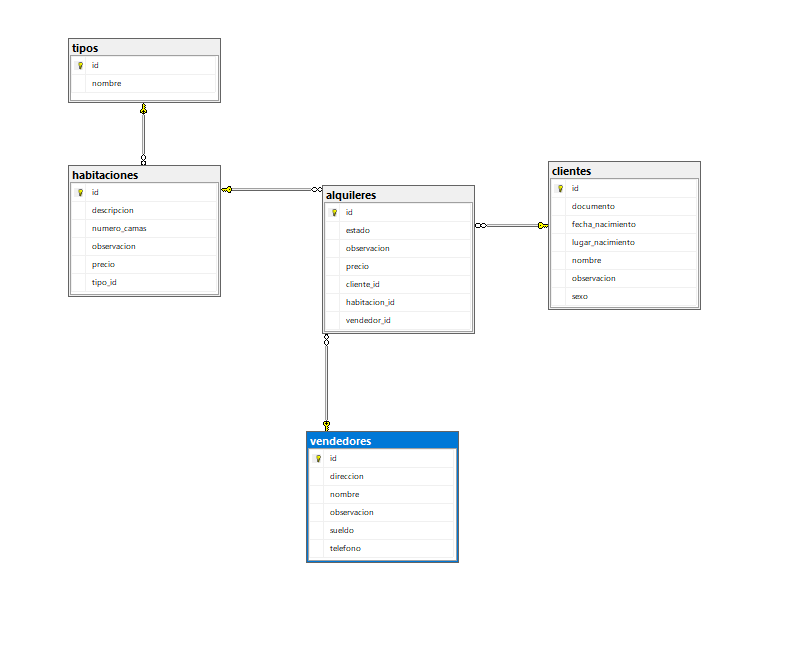 tipos
id
nombre
habitaciones
id
descripcion
numero_camas
observacion
precio
tipo_id
alquileres
id
estado
observacion
precio
cliente_id
habitacion_id
vendedor_id
clientes
id
documento
fecha_nacimiento
lugar_nacimiento
nombre
observacion
sexo
vendedores
id
direccion
nombre
observacion
sueldo
telefono